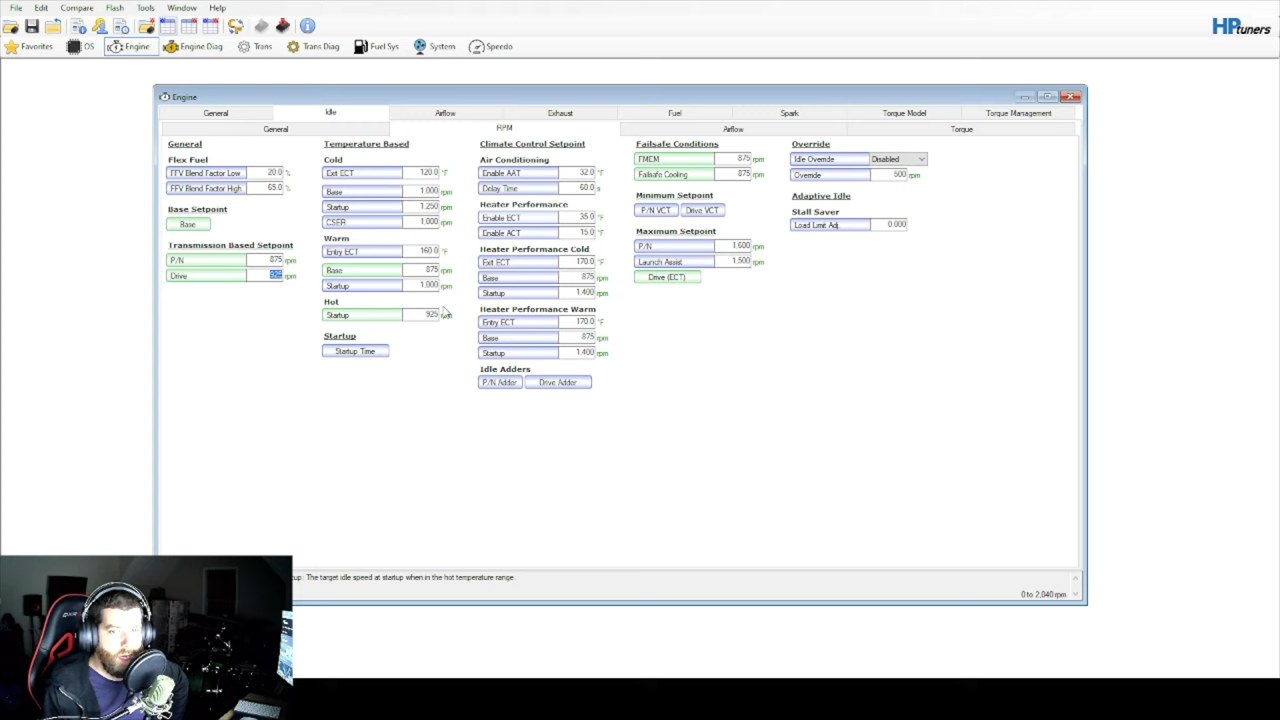 File Edit Compare Flash Tools Window Help
HPtuners
Favorites OS Engine Engine Diag Trans Trans Diag Fuel Sys System Speedo
Engine
General Idle Airflow Exhaust Fuel Spark Torque Model Torque Management
General RPM Airflow Torque
General
Flex Fuel
FFV Blend Factor Low 20.0 %
FFV Blend Factor High 65.0 %
Base Setpoint
Base
Transmission Based Setpoint
P/N 875 rpm
Drive 925 rpm
Temperature Based
Cold
Exit ECT 120.0 °F
Base 1,000 rpm
Startup 1,250 rpm
CSER 1,000 rpm
Warm
Entry ECT 160.0 °F
Base 875 rpm
Startup 1,000 rpm
Hot
Startup 925 rpm
Startup
Startup Time
Climate Control Setpoint
Air Conditioning
Enable AAT 32.0 °F
Delay Time 60.0 s
Heater Performance
Enable ECT 35.0 °F
Enable ACT 15.0 °F
Heater Performance Cold
Exit ECT 170.0 °F
Base 875 rpm
Startup 1,400 rpm
Heater Performance Warm
Entry ECT 170.0 °F
Base 875 rpm
Startup 1,400 rpm
Idle Adders
P/N Adder Drive Adder
Failsafe Conditions
FMEM 875 rpm
Failsafe Cooling 875 rpm
Minimum Setpoint
P/N VCT Drive VCT
Maximum Setpoint
P/N 1,600 rpm
Launch Assist 1,500 rpm
Drive (ECT)
Override
Idle Override Disabled
Override 500 rpm
Adaptive Idle
Stall Saver
Load Limit Adj. 0.000
: The target idle speed at startup when in the hot temperature range.
0 to 2,040 rpm